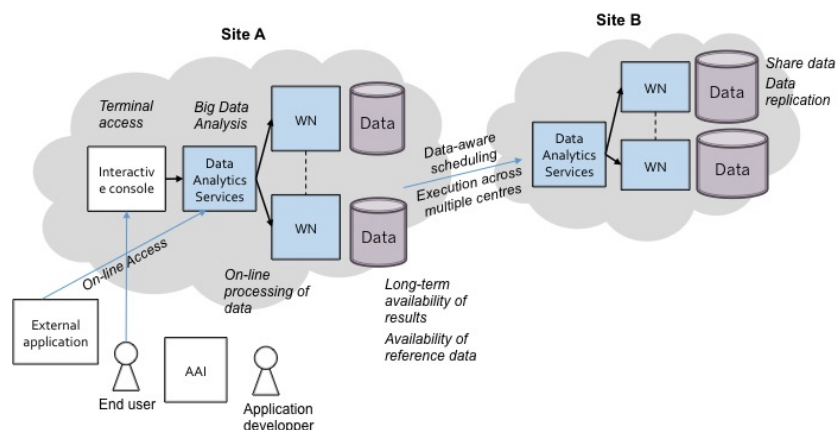 Site A
Site B
Terminal
access
Big Data
Analysis
Interactiv
e console
Data
Analytics
Services
WN
Data
WN
Data
On-line Access
On-line
processing of
data
Data-aware
scheduling
Execution across
multiple centres
Data
Analytics
Services
WN
Data
WN
Data
Share data
Data
replication
Long-term
availability of
results
Availability of
reference data
External
application
End user
AAI
Application
developper